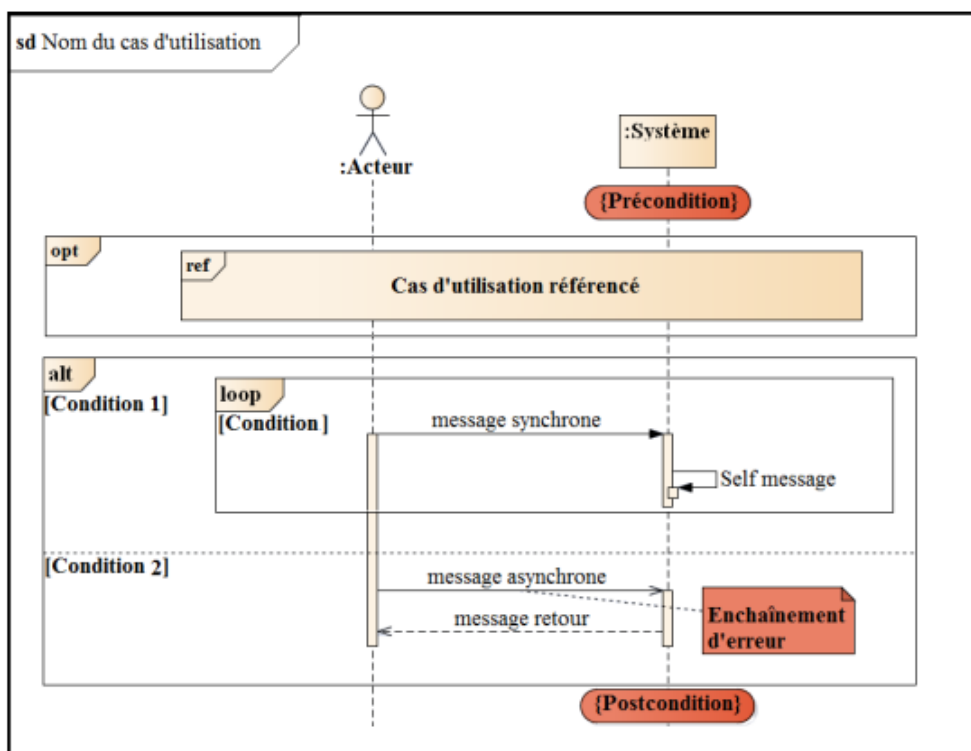 sd Nom du cas d'utilisation
:Acteur
:Système
{Précondition}
opt
ref
Cas d'utilisation référencé
alt
[Condition 1]
loop
[Condition]
message synchrone
Self message
[Condition 2]
message asynchrone
message retour
Enchaînement
d'erreur
{Postcondition}